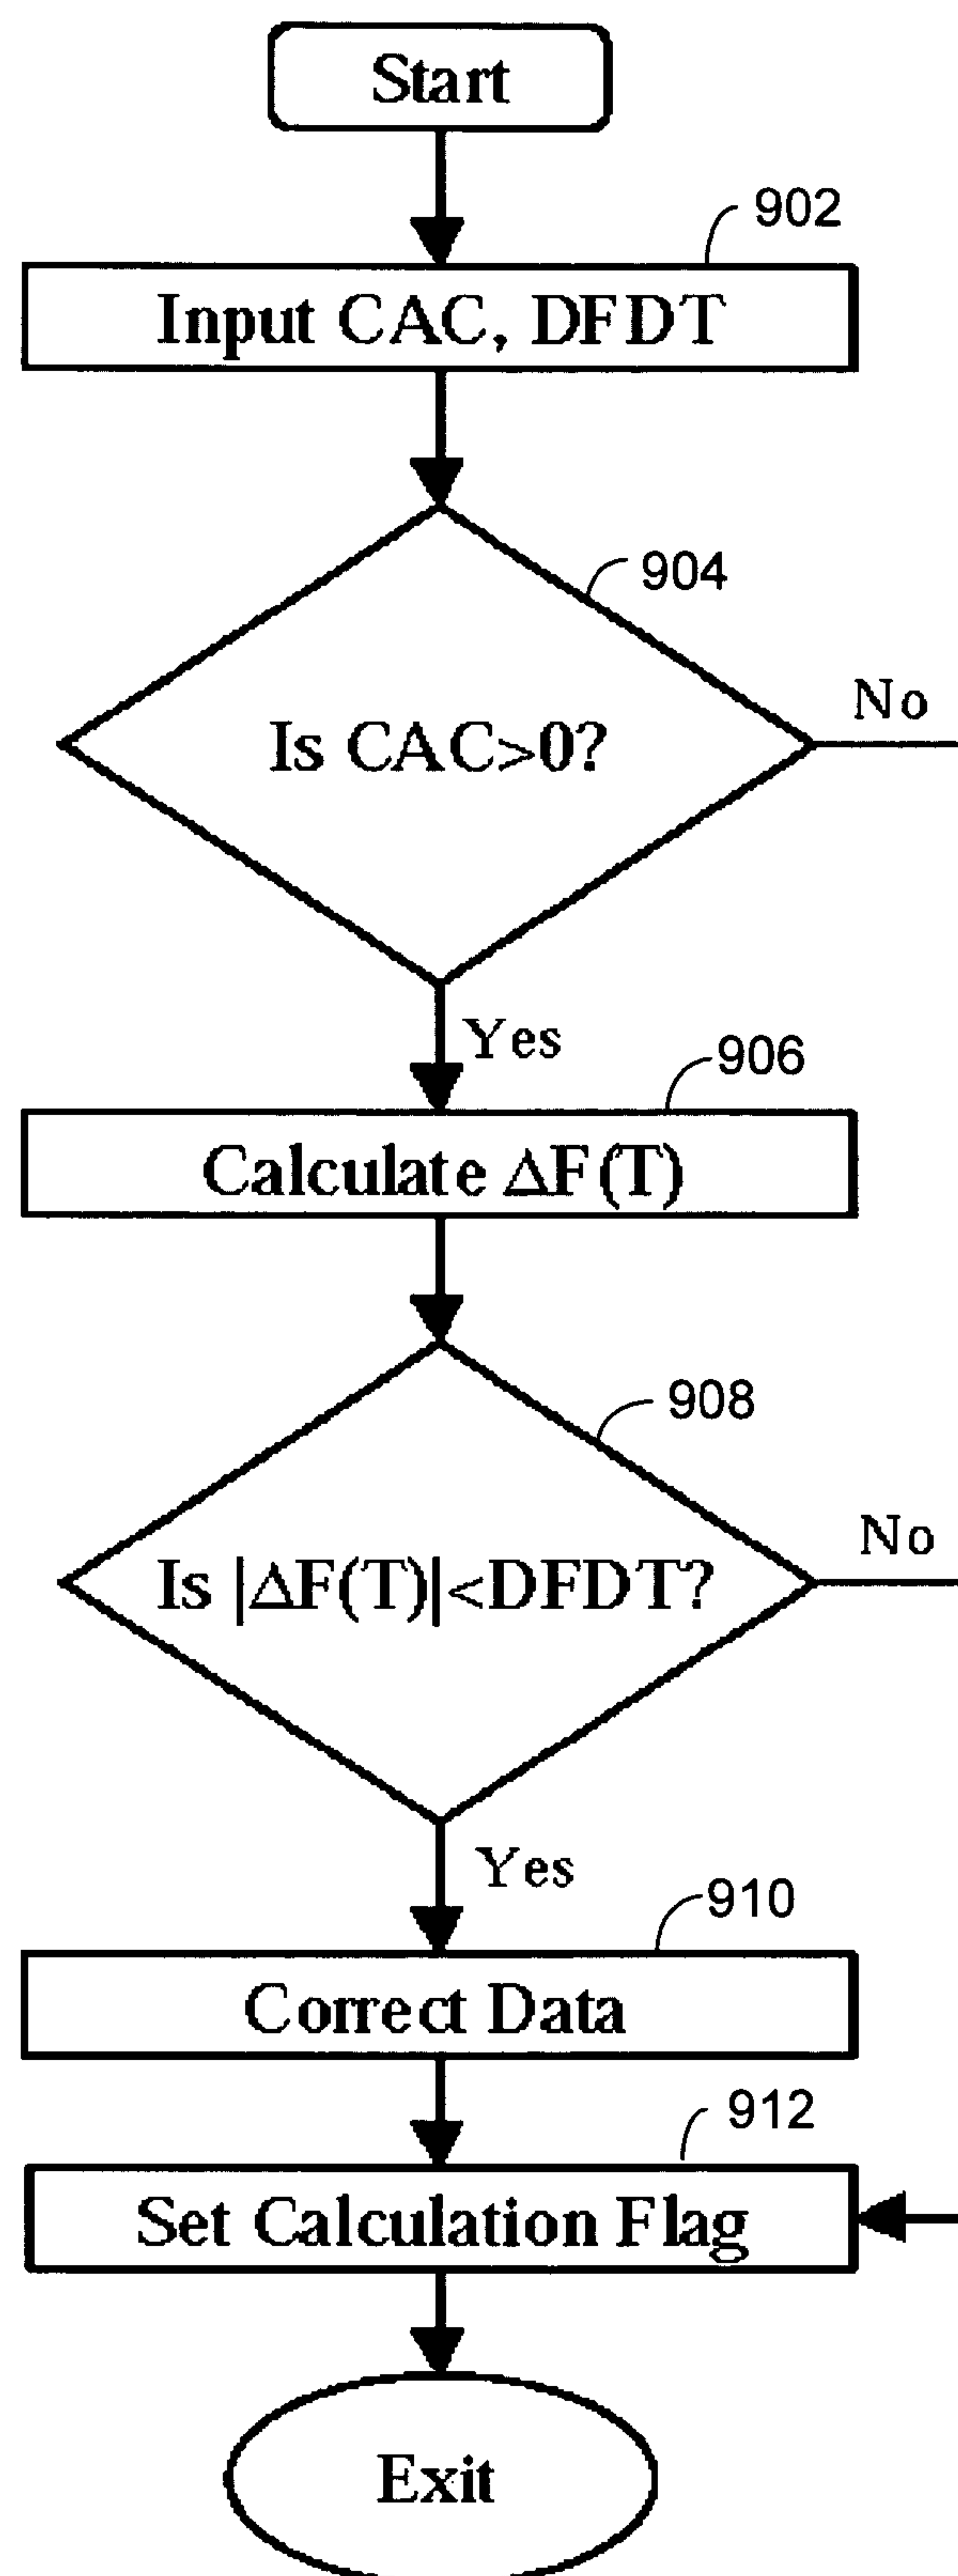 Start
902
Input CAC, DFDT
904
No
Is CAC>0?
Yes
906
Calculate ΔF(T)
908
No
Is |ΔF(T)|<DFDT?
Yes
910
Correct Data
912
Set Calculation Flag
Exit